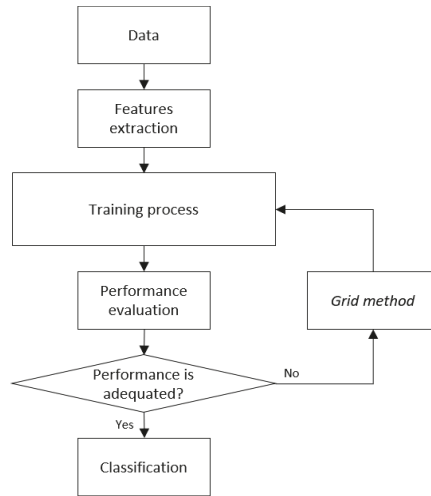 Data
Features
extraction
Training process
Performance
evaluation
Grid method
Performance is
adequated?
No
Yes
Classification